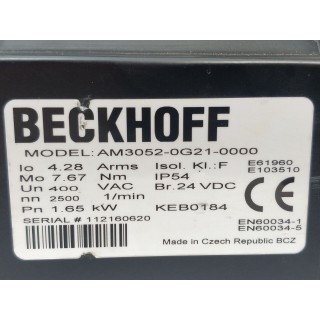 BECKHOFF
MODEL: AM3052-0G21-0000
Io 4.28 Arms Isol. Kl.: F E61960
Mo 7.67 Nm IP54 E103510
Un 400 VAC Br. 24 VDC
nn 2500 1/min
Pn 1.65 kW KEB0184
SERIAL # 112160620
EN60034-1
EN60034-5
Made in Czech Republic BCZ